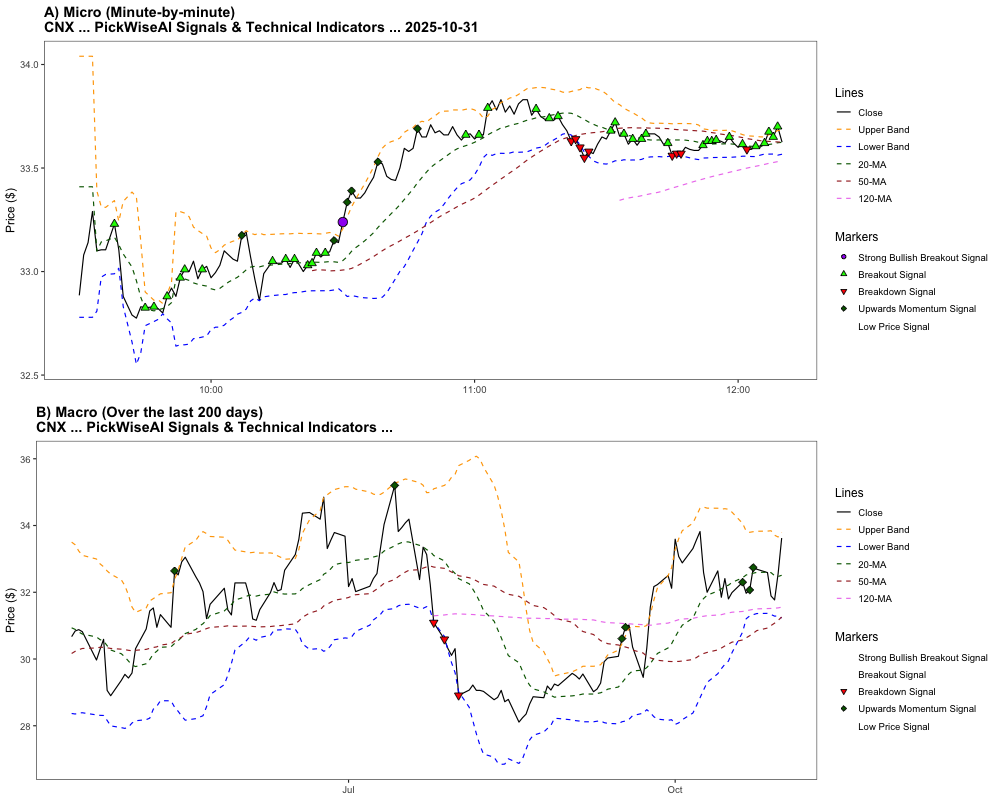 A) Micro (Minute-by-minute)
CNX ... PickWiseAI Signals & Technical Indicators ... 2025-10-31
Price ($)
34.0
33.5
33.0
32.5
10:00
11:00
12:00
Lines
Close
Upper Band
Lower Band
20-MA
50-MA
120-MA
Markers
Strong Bullish Breakout Signal
Breakout Signal
Breakdown Signal
Upwards Momentum Signal
Low Price Signal
B) Macro (Over the last 200 days)
CNX ... PickWiseAI Signals & Technical Indicators ...
Price ($)
36
34
32
30
28
Jul
Oct
Lines
Close
Upper Band
Lower Band
20-MA
50-MA
120-MA
Markers
Strong Bullish Breakout Signal
Breakout Signal
Breakdown Signal
Upwards Momentum Signal
Low Price Signal